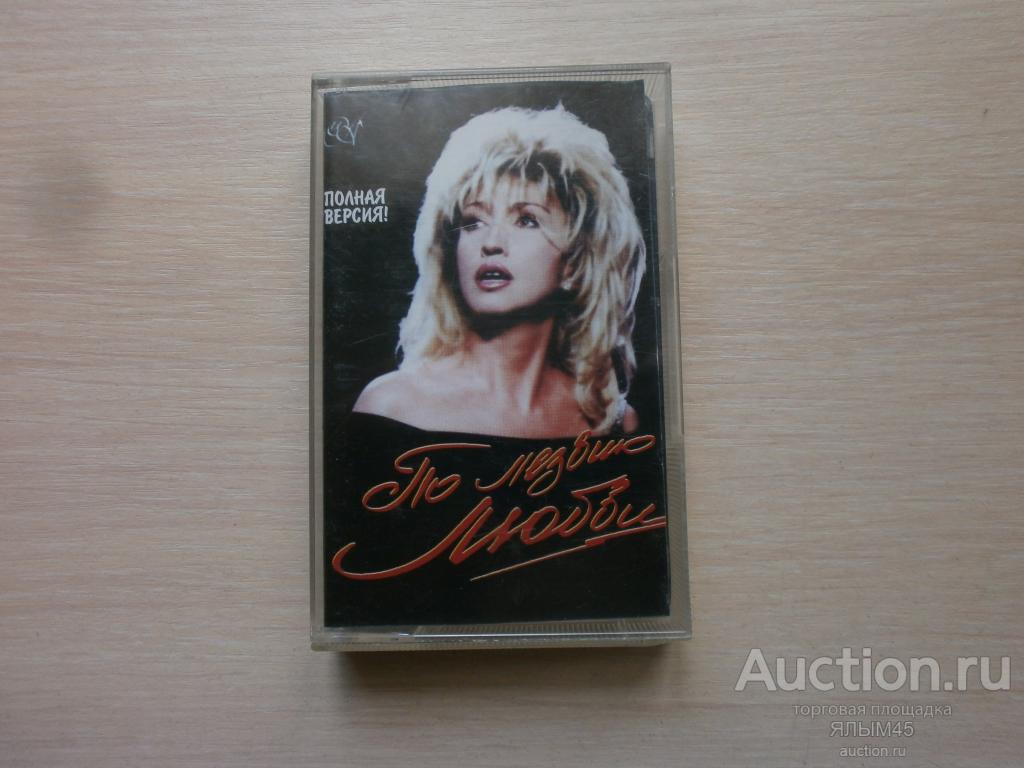 ПОЛНАЯ
ВЕРСИЯ!
По лезвию
Любви
Auction.ru
торговая площадка
ЯЛЫМ45
auction.ru